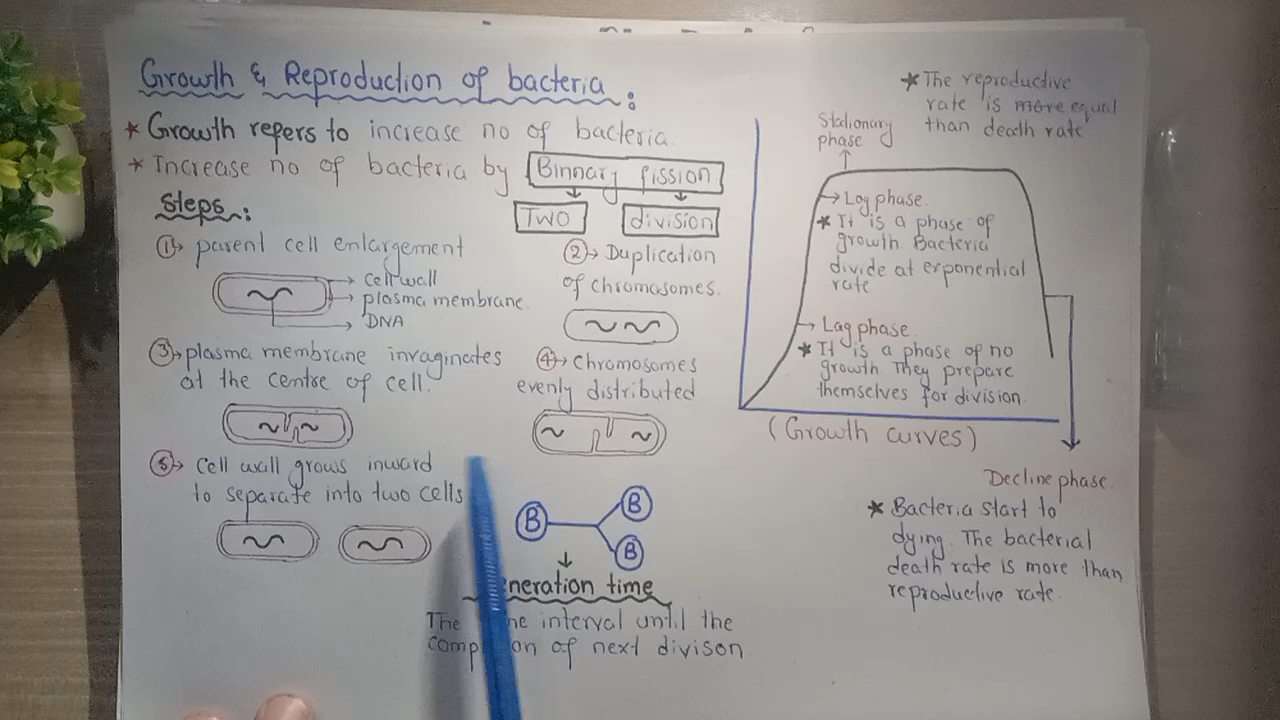 Growth & Reproduction of bacteria:
* Growth repers to increase no of bacteria.
* Increase no of bacteria by Binnary fission
Two division
Steps:
① → parent cell enlargement
Cell wall
plasma membrane
DNA
② → Duplication
of chromasomes.
③ → plasma membrane invaginates
at the centre of cell.
④ → chromosomes
evenly distributed
⑤ → Cell wall grows inward
to separate into two cells
B
B
B
neration time
The interval until the
of next divison
* The reproductive
rate is more equal
than death rate
Stationary
phase
Log phase.
* It is a phase of
growth Bacteria
divide at exponential
rate
Lag phase.
* It is a phase of no
growth They prepare
themselves for division.
(Growth curves)
Decline phase.
* Bacteria start to
dying. The bacterial
death rate is more than
reproductive rate.